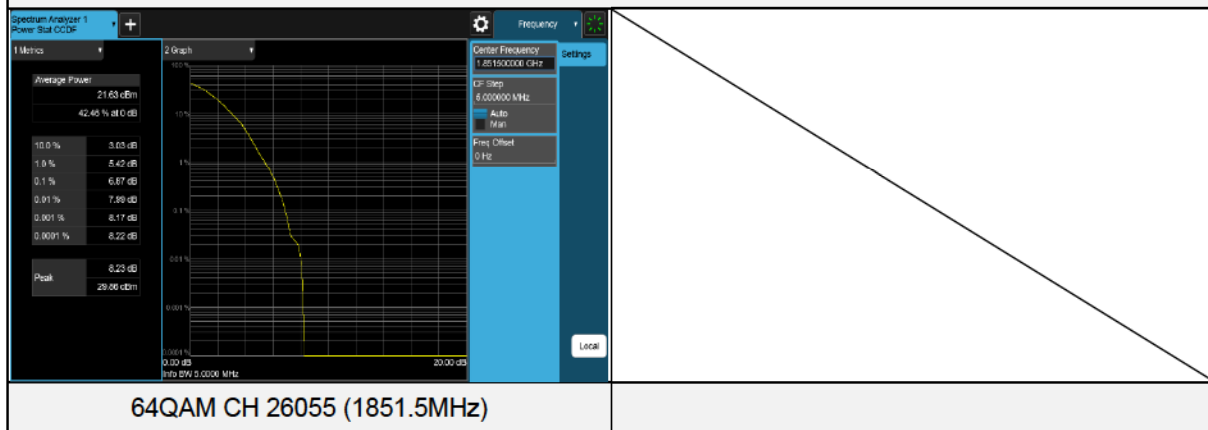 Spectrum Analyzer 1
Power Stat CCDF
+
Frequency
1 Metrics
2 Graph
Center Frequency
1.851500000 GHz
Settings
CF Step
5.000000 MHz
Auto
Man
Freq Offset
0 Hz
Average Power
21.63 dBm
42.46 % at 0 dB
10.0 % 3.03 dB
1.0 % 5.42 dB
0.1 % 6.87 dB
0.01 % 7.99 dB
0.001 % 8.17 dB
0.0001 % 8.22 dB
Peak 8.23 dB
29.86 dBm
100 %
10 %
1 %
0.1 %
0.01 %
0.001 %
0.0001 %
0.00 dB 20.00 dB
Info BW 5.0000 MHz
Local
64QAM CH 26055 (1851.5MHz)